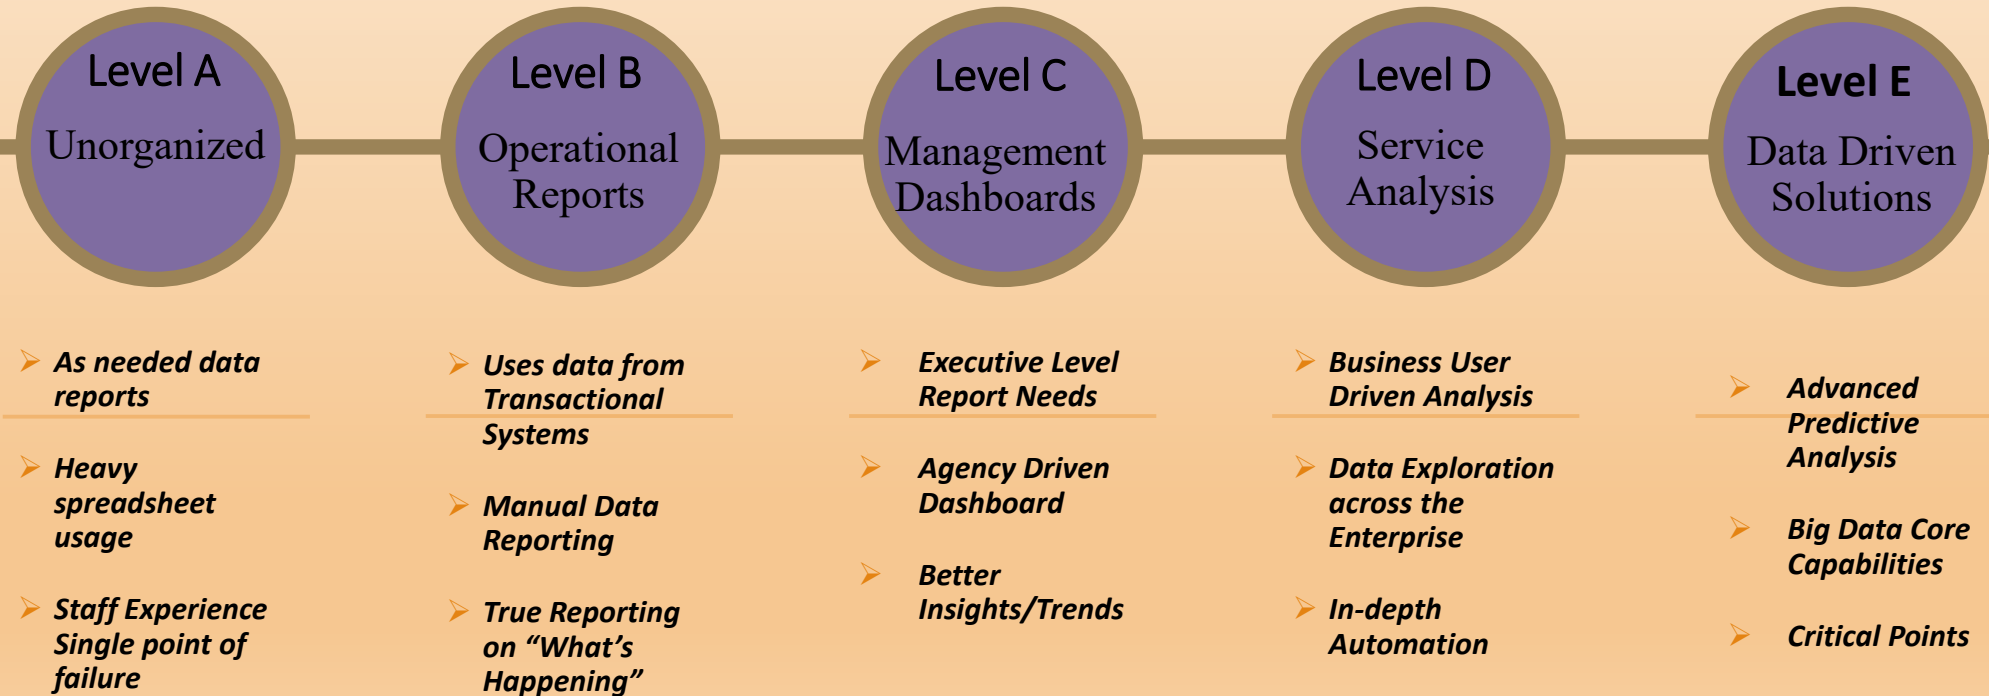 Level A
Unorganized
As needed data
reports
Heavy
spreadsheet
usage
Staff Experience
Single point of
failure
Level B
Operational
Reports
Uses data from
Transactional
Systems
Manual Data
Reporting
True Reporting
on “What’s
Happening”
Level C
Management
Dashboards
Executive Level
Report Needs
Agency Driven
Dashboard
Better
Insights/Trends
Level D
Service
Analysis
Business User
Driven Analysis
Data Exploration
across the
Enterprise
In-depth
Automation
Level E
Data Driven
Solutions
Advanced
Predictive
Analysis
Big Data Core
Capabilities
Critical Points